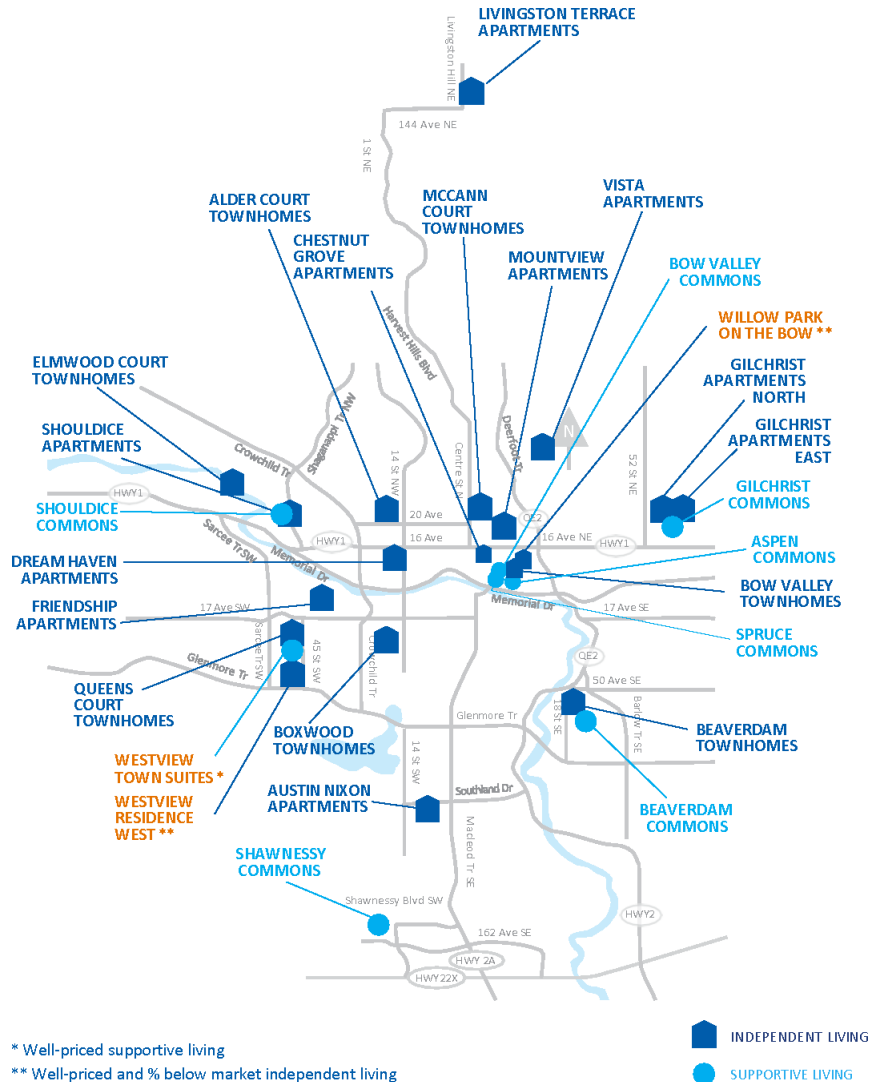 LIVINGSTON TERRACE
APARTMENTS
Livingston Hill NE
144 Ave NE
1 St NE
VISTA
APARTMENTS
MCCANN
COURT
TOWNHOMES
ALDER COURT
TOWNHOMES
CHESTNUT
GROVE
APARTMENTS
MOUNTVIEW
APARTMENTS
BOW VALLEY
COMMONS
WILLOW PARK
ON THE BOW **
Harvest Hills Blvd
ELMWOOD COURT
TOWNHOMES
GILCHRIST
APARTMENTS
NORTH
GILCHRIST
APARTMENTS
EAST
SHOULDICE
APARTMENTS
Crowchild Tr
Shaganappi Tr NW
14 St NW
Centre St N
Deerfoot Tr
N
52 St NE
HWY1
SHOULDICE
COMMONS
GILCHRIST
COMMONS
20 Ave
QE2
Sarcee Tr SW
HWY1
16 Ave
16 Ave NE
HWY1
ASPEN
COMMONS
DREAM HAVEN
APARTMENTS
Memorial Dr
BOW VALLEY
TOWNHOMES
FRIENDSHIP
APARTMENTS
17 Ave SW
Memorial Dr
17 Ave SE
SPRUCE
COMMONS
Sarcee Tr SW
45 St SW
Crowchild Tr
QE2
Glenmore Tr
50 Ave SE
QUEENS
COURT
TOWNHOMES
18 St SE
Barlow Tr SE
Glenmore Tr
BOXWOOD
TOWNHOMES
BEAVERDAM
TOWNHOMES
WESTVIEW
TOWN SUITES *
14 St SW
WESTVIEW
RESIDENCE
WEST **
AUSTIN NIXON
APARTMENTS
Southland Dr
BEAVERDAM
COMMONS
Macleod Tr SE
SHAWNESSY
COMMONS
Shawnessy Blvd SW
HWY2
162 Ave SE
HWY 2A
HWY22X
INDEPENDENT LIVING
* Well-priced supportive living
** Well-priced and % below market independent living
SUPPORTIVE LIVING